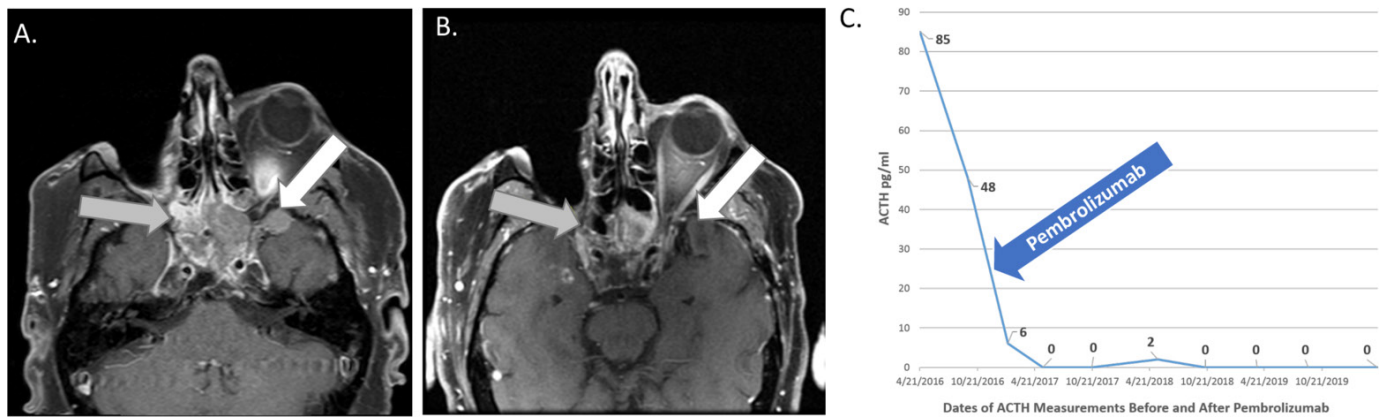 A.
B.
C.
90
80
70
60
50
40
30
20
10
0
ACTH pg/ml
85
48
6
0
0
2
0
0
0
0
Pembrolizumab
4/21/2016 10/21/2016 4/21/2017 10/21/2017 4/21/2018 10/21/2018 4/21/2019 10/21/2019
Dates of ACTH Measurements Before and After Pembrolizumab